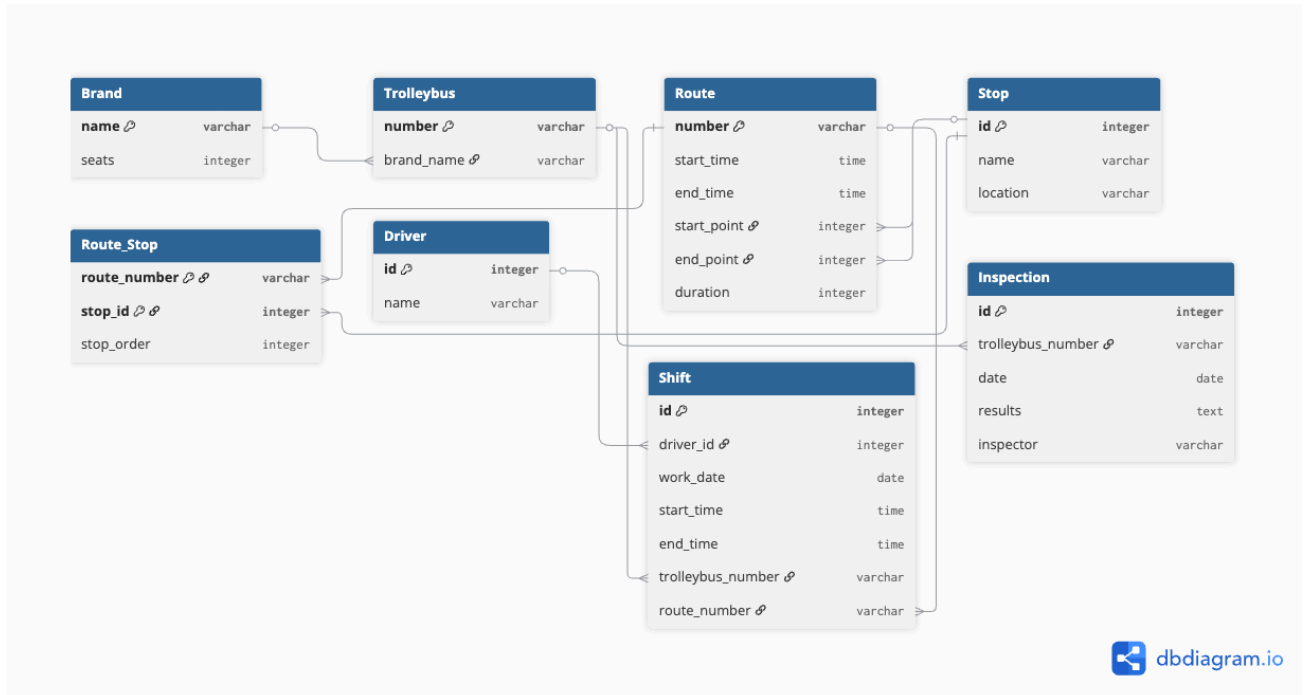 Brand
name varchar
seats integer
Trolleybus
number varchar
brand_name varchar
Route
number varchar
start_time time
end_time time
start_point integer
end_point integer
duration integer
Stop
id integer
name varchar
location varchar
Route_Stop
route_number varchar
stop_id integer
stop_order integer
Driver
id integer
name varchar
Inspection
id integer
trolleybus_number varchar
date date
results text
inspector varchar
Shift
id integer
driver_id integer
work_date date
start_time time
end_time time
trolleybus_number varchar
route_number varchar
dbdiagram.io